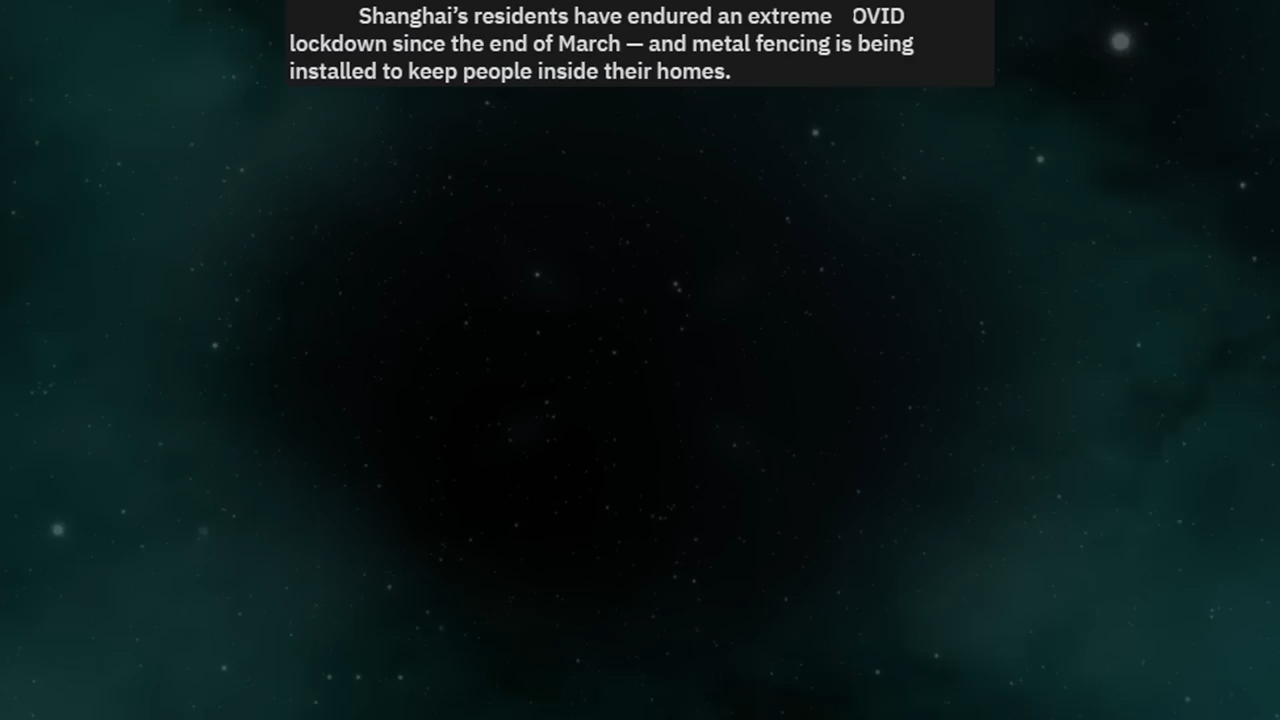 Shanghai’s residents have endured an extreme OVID
lockdown since the end of March — and metal fencing is being
installed to keep people inside their homes.